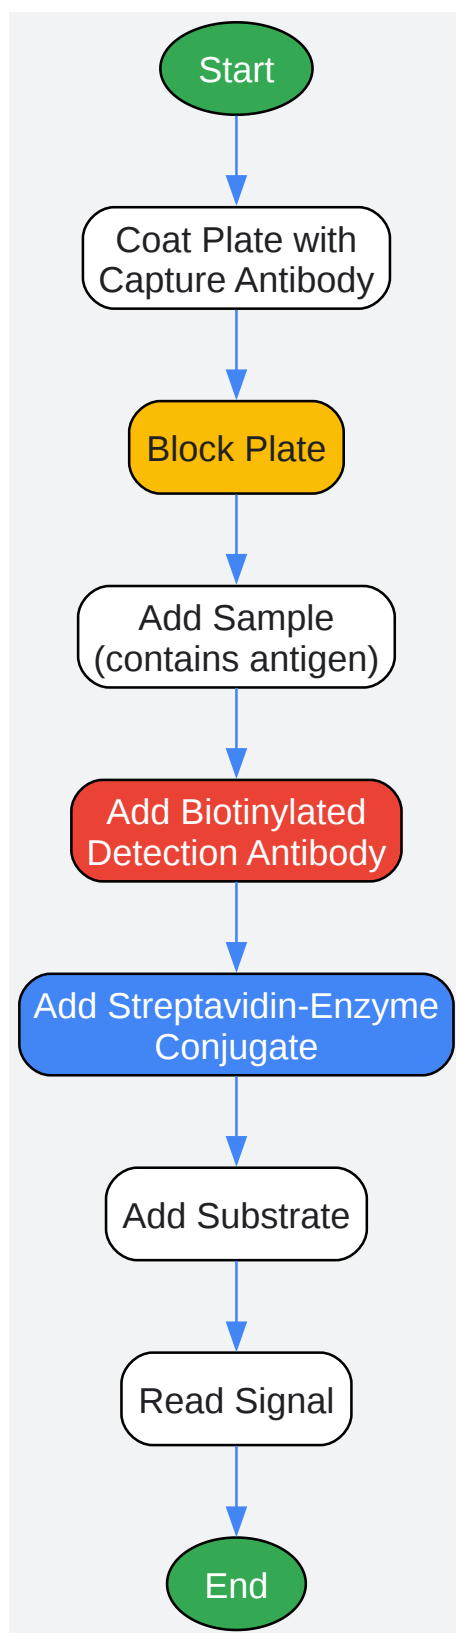 Start
Coat Plate with
Capture Antibody
Block Plate
Add Sample
(contains antigen)
Add Biotinylated
Detection Antibody
Add Streptavidin-Enzyme
Conjugate
Add Substrate
Read Signal
End